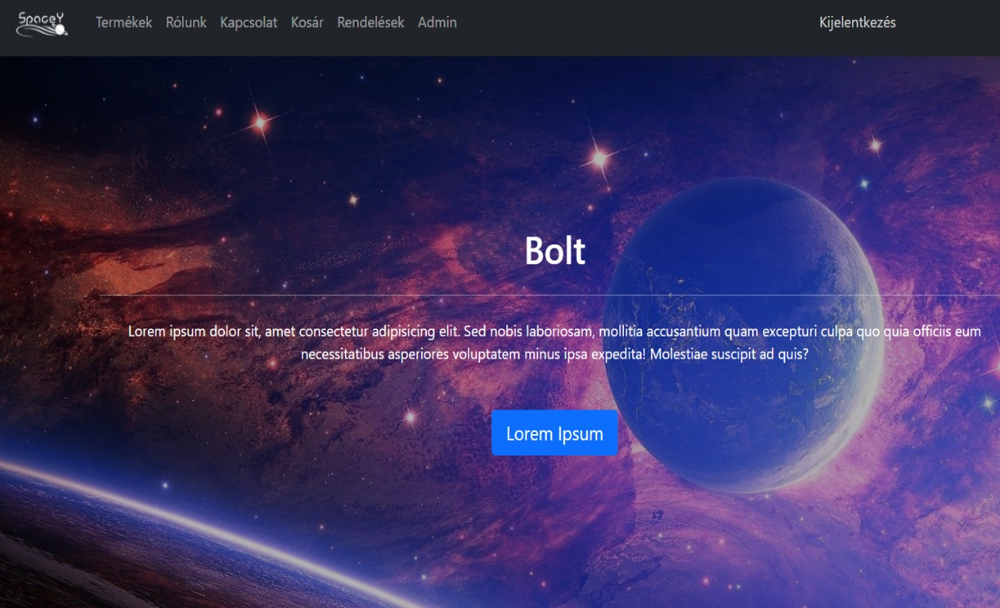 SpaceY
Termékek Rólunk Kapcsolat Kosár Rendelések Admin Kijelentkezés
Bolt
Lorem ipsum dolor sit, amet consectetur adipisicing elit. Sed nobis laboriosam, mollitia accusantium quam excepturi culpa quo quia officiis eum
necessitatibus asperiores voluptatem minus ipsa expedita! Molestiae suscipit ad quis?
Lorem Ipsum